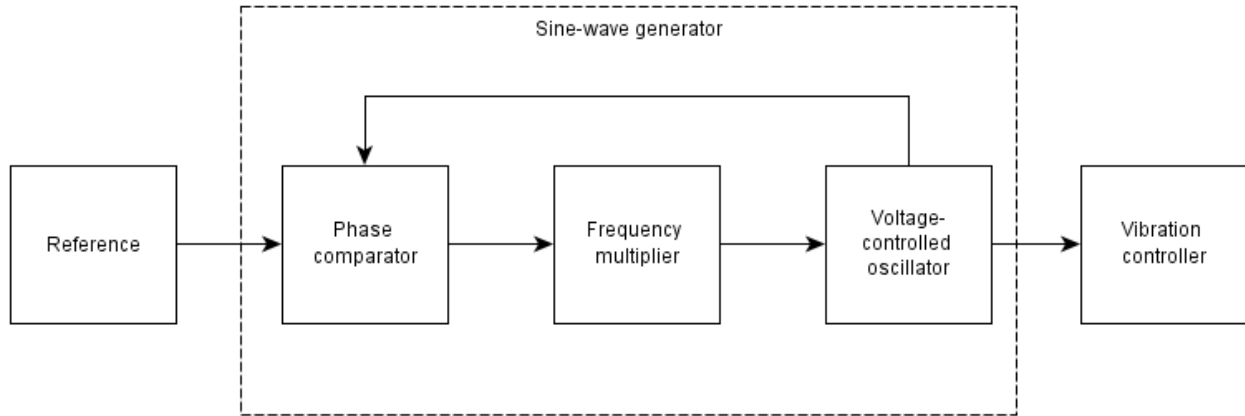 Sine-wave generator
Reference
Phase
comparator
Frequency
multiplier
Voltage-
controlled
oscillator
Vibration
controller